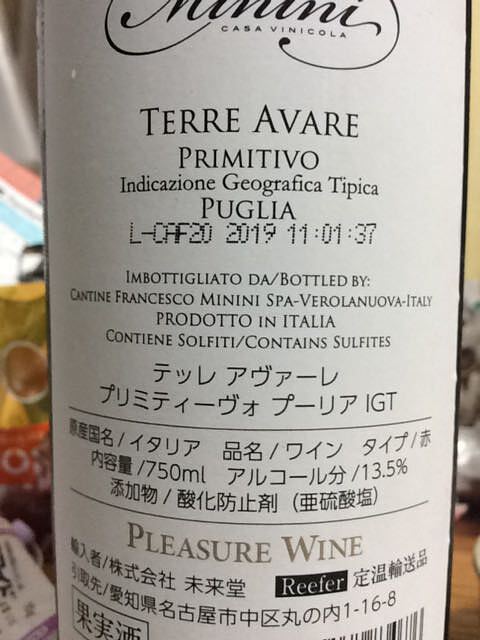 Minini
CASA VINICOLA
TERRE AVARE
PRIMITIVO
Indicazione Geografica Tipica
PUGLIA
L-CAF20 2019 11:01:37
IMBOTTIGLIATO DA/BOTTLED BY:
CANTINE FRANCESCO MININI SPA-VEROLANUOVA-ITALY
PRODOTTO IN ITALIA
CONTIENE SOLFITI/CONTAINS SULFITES
テッレ アヴァーレ
プリミティーヴォ プーリア IGT
原産国名/イタリア 品名/ワイン タイプ/赤
内容量/750ml アルコール分/13.5%
添加物/酸化防止剤（亜硫酸塩）
PLEASURE WINE
輸入者/株式会社 未来堂 Reefer 定温輸送品
引取先/愛知県名古屋市中区丸の内1-16-8
果実酒